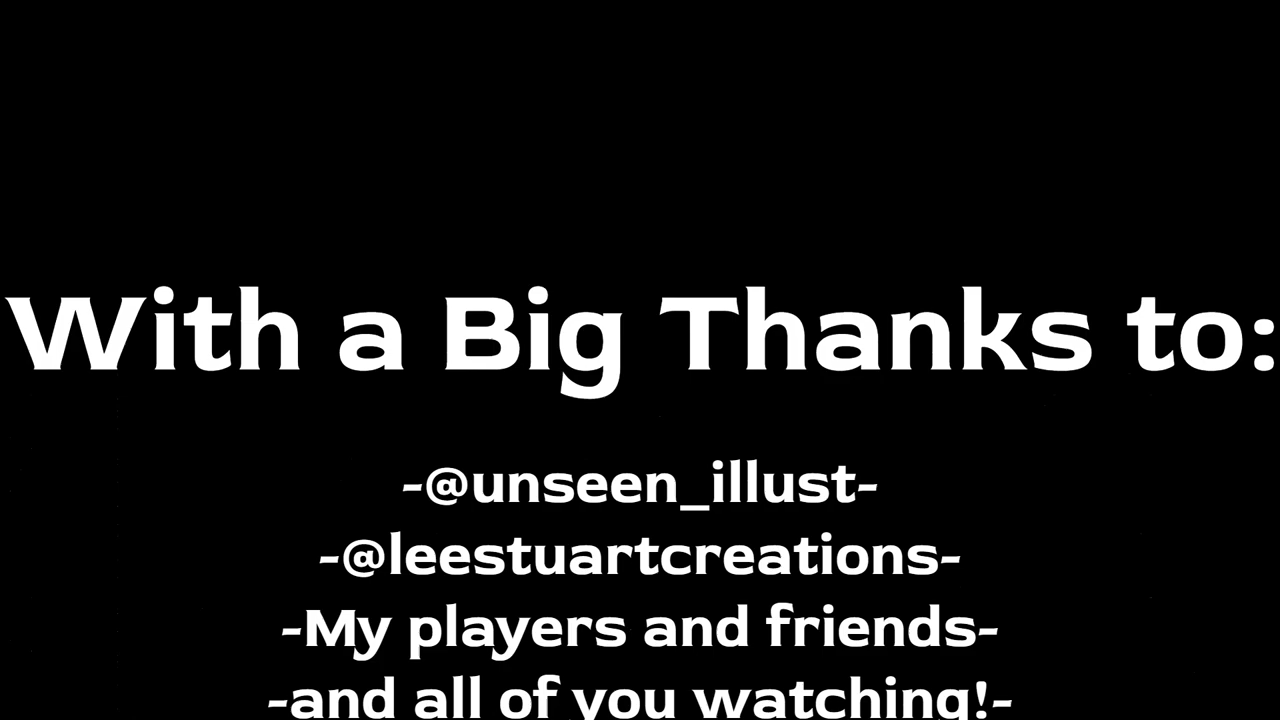 With a Big Thanks to:
-@unseen_illust-
-@leestuartcreations-
-My players and friends-
-and all of you watching!-